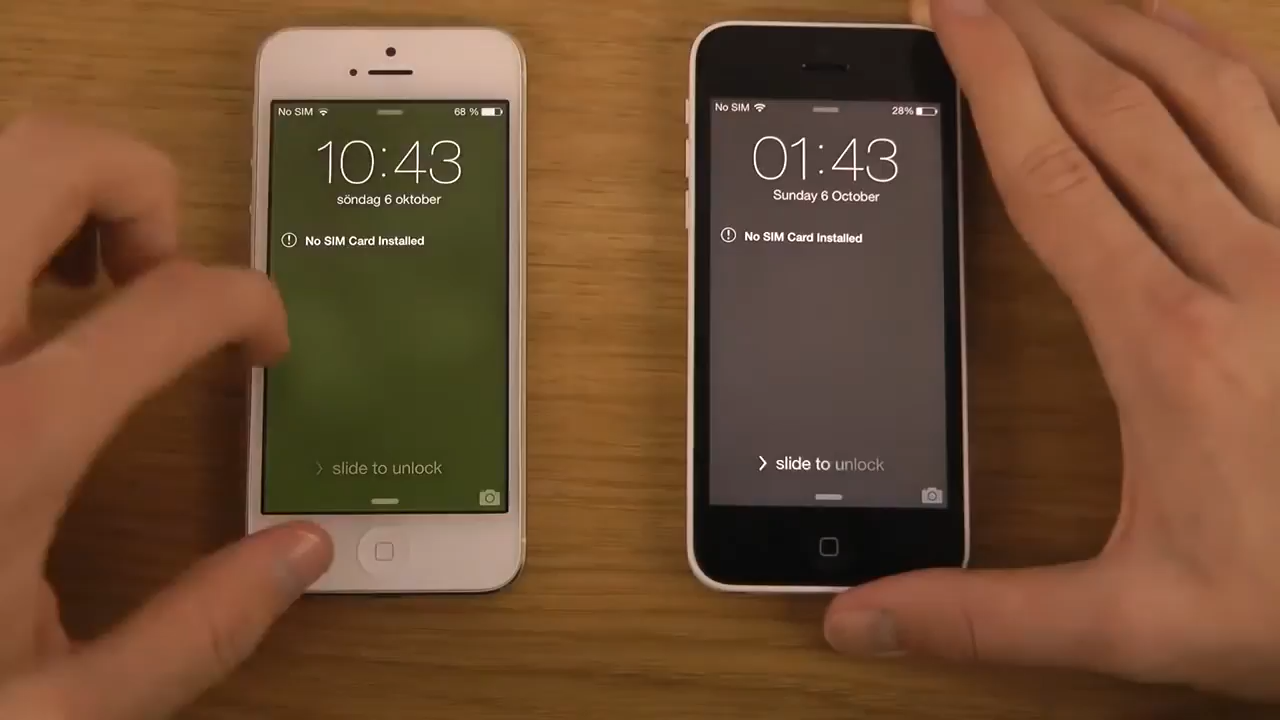 No SIM 68 %
10:43
söndag 6 oktober
No SIM Card Installed
slide to unlock
No SIM 28%
01:43
Sunday 6 October
No SIM Card Installed
slide to unlock